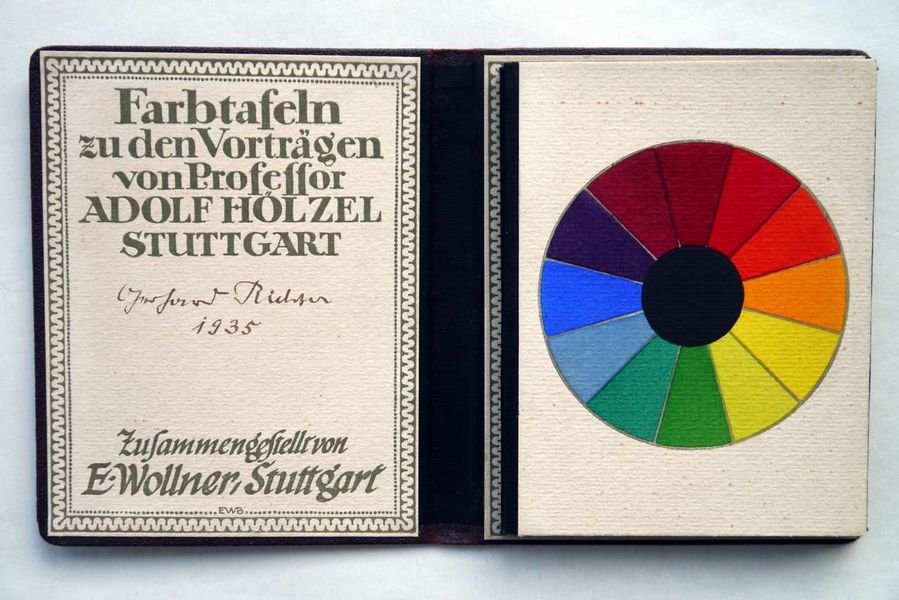 Farbtafeln
zu den Vorträgen
von Professor
ADOLF HÖLZEL
STUTTGART
Gerhard Richter
1935
Zusammengestellt von
E. Wollner, Stuttgart
EWB